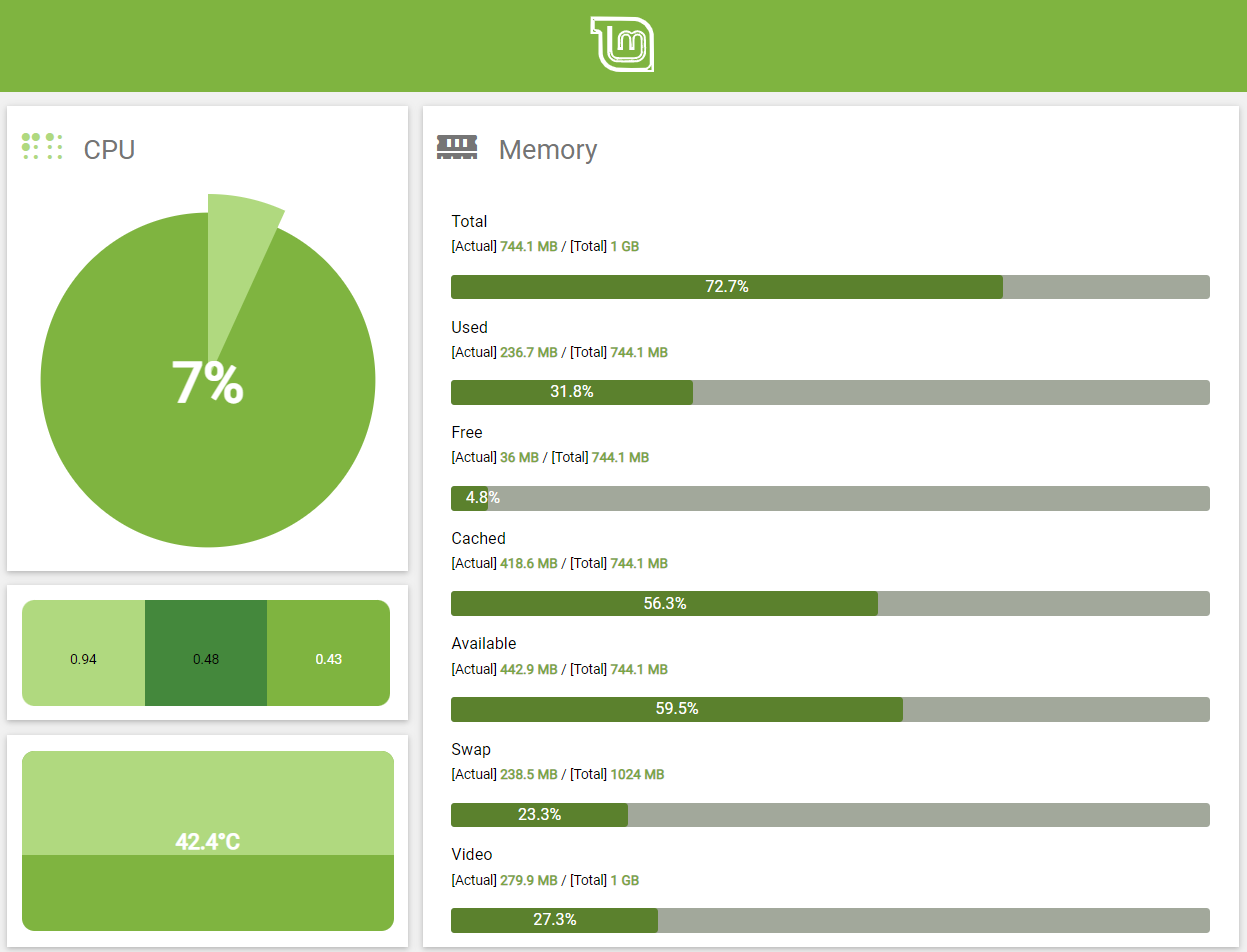 CPU
7%
0.94 0.48 0.43
42.4°C
Memory
Total
[Actual] 744.1 MB / [Total] 1 GB
72.7%
Used
[Actual] 236.7 MB / [Total] 744.1 MB
31.8%
Free
[Actual] 36 MB / [Total] 744.1 MB
4.8%
Cached
[Actual] 418.6 MB / [Total] 744.1 MB
56.3%
Available
[Actual] 442.9 MB / [Total] 744.1 MB
59.5%
Swap
[Actual] 238.5 MB / [Total] 1024 MB
23.3%
Video
[Actual] 279.9 MB / [Total] 1 GB
27.3%